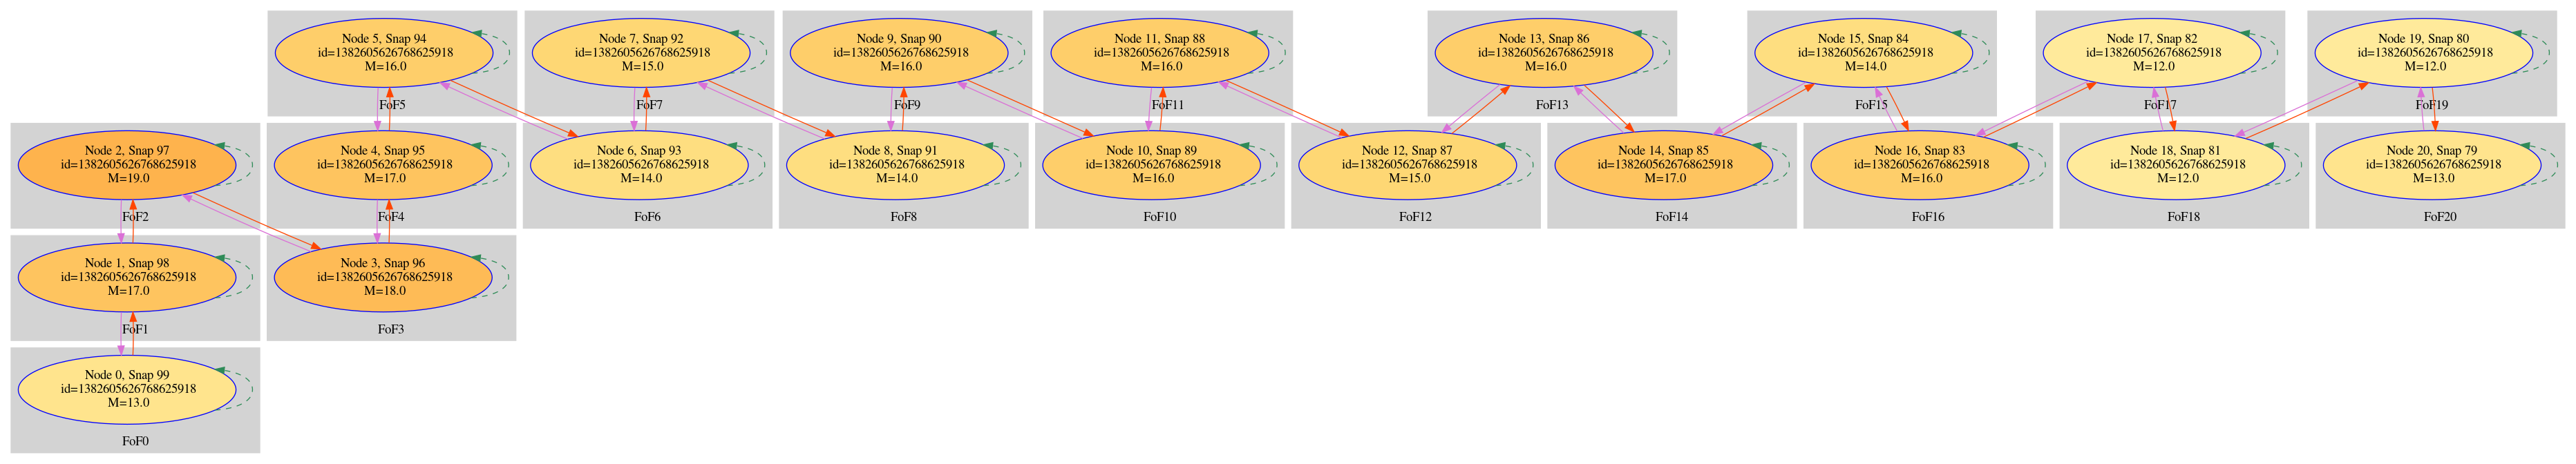 Node 5, Snap 94
id=1382605626768625918
M=16.0
FoF5
Node 7, Snap 92
id=1382605626768625918
M=15.0
FoF7
Node 9, Snap 90
id=1382605626768625918
M=16.0
FoF9
Node 11, Snap 88
id=1382605626768625918
M=16.0
FoF11
Node 13, Snap 86
id=1382605626768625918
M=16.0
FoF13
Node 15, Snap 84
id=1382605626768625918
M=14.0
FoF15
Node 17, Snap 82
id=1382605626768625918
M=12.0
FoF17
Node 19, Snap 80
id=1382605626768625918
M=12.0
FoF19
Node 2, Snap 97
id=1382605626768625918
M=19.0
FoF2
Node 4, Snap 95
id=1382605626768625918
M=17.0
FoF4
Node 6, Snap 93
id=1382605626768625918
M=14.0
FoF6
Node 8, Snap 91
id=1382605626768625918
M=14.0
FoF8
Node 10, Snap 89
id=1382605626768625918
M=16.0
FoF10
Node 12, Snap 87
id=1382605626768625918
M=15.0
FoF12
Node 14, Snap 85
id=1382605626768625918
M=17.0
FoF14
Node 16, Snap 83
id=1382605626768625918
M=16.0
FoF16
Node 18, Snap 81
id=1382605626768625918
M=12.0
FoF18
Node 20, Snap 79
id=1382605626768625918
M=13.0
FoF20
Node 1, Snap 98
id=1382605626768625918
M=17.0
FoF1
Node 3, Snap 96
id=1382605626768625918
M=18.0
FoF3
Node 0, Snap 99
id=1382605626768625918
M=13.0
FoF0